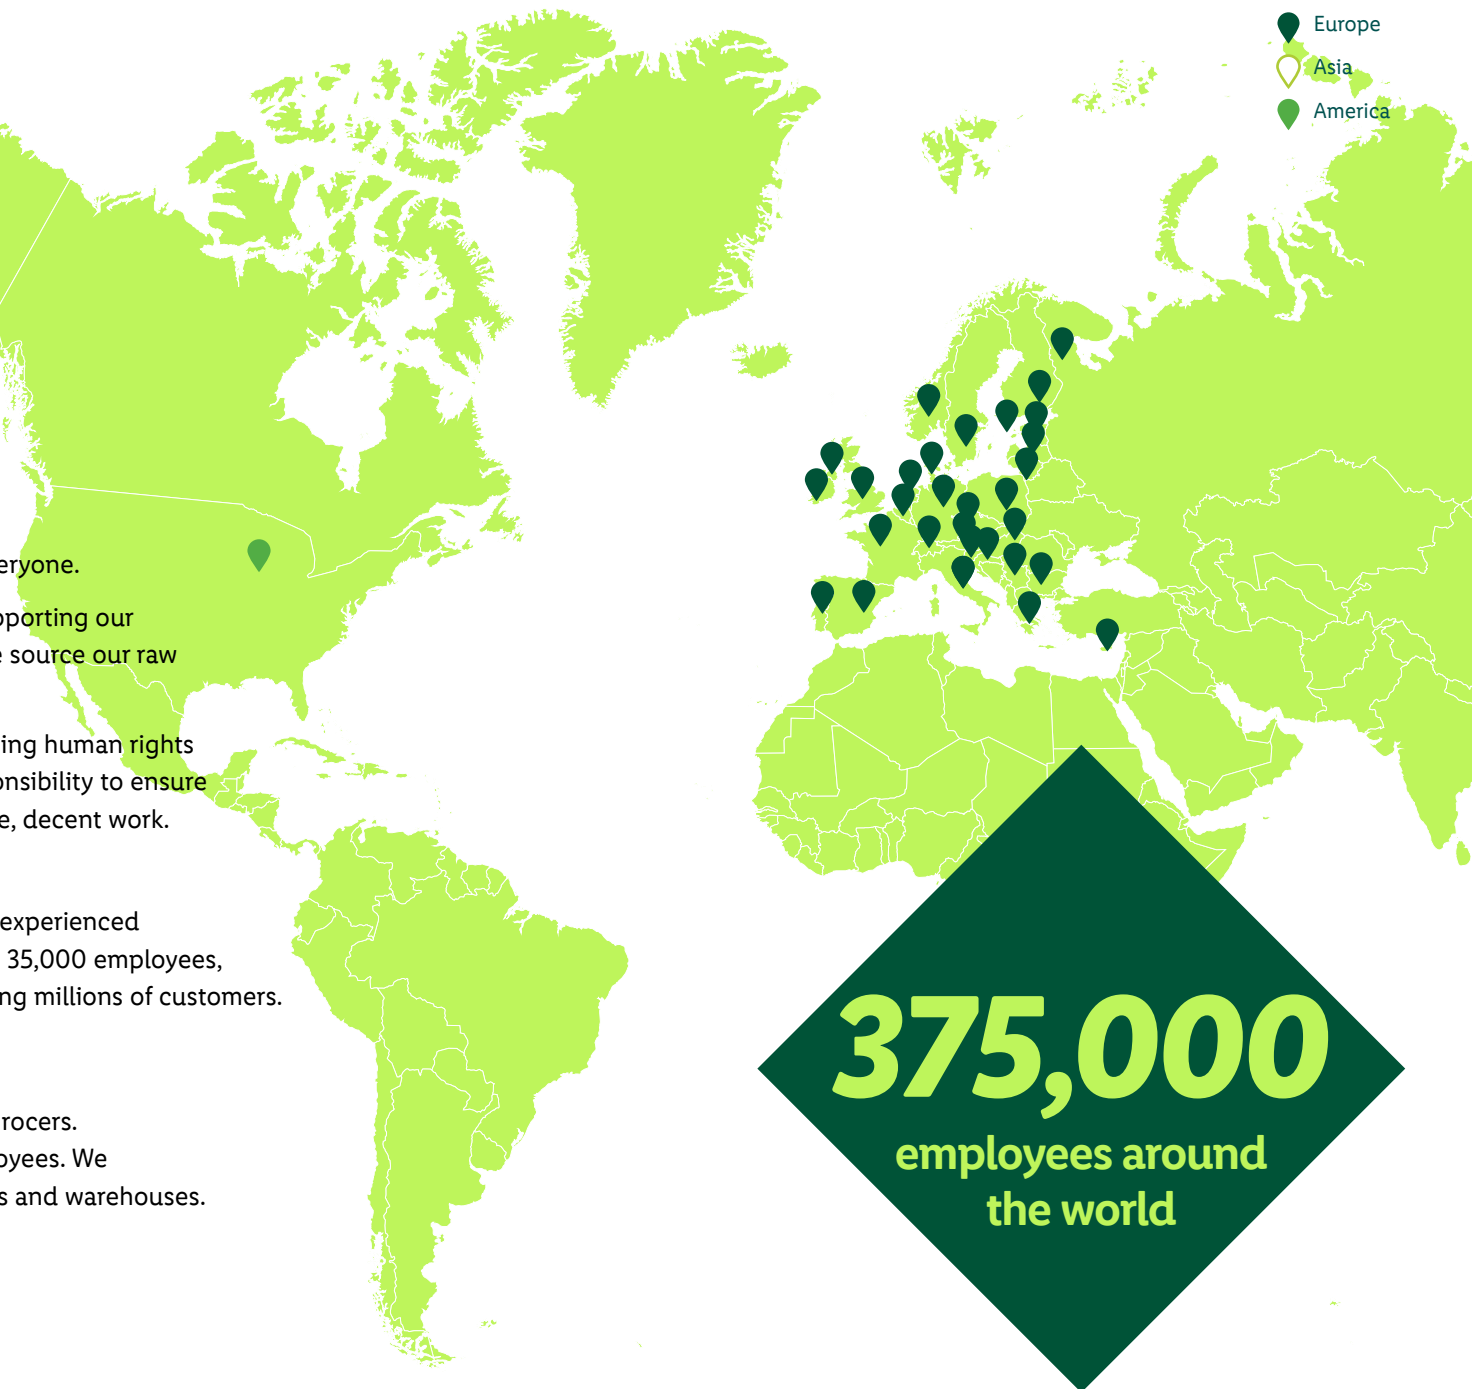 Europe
Asia
America
eryone.
pporting our
e source our raw
ing human rights
onsibility to ensure
e, decent work.
experienced
35,000 employees,
ng millions of customers.
rocers.
oyees. We
s and warehouses.
375,000
employees around
the world